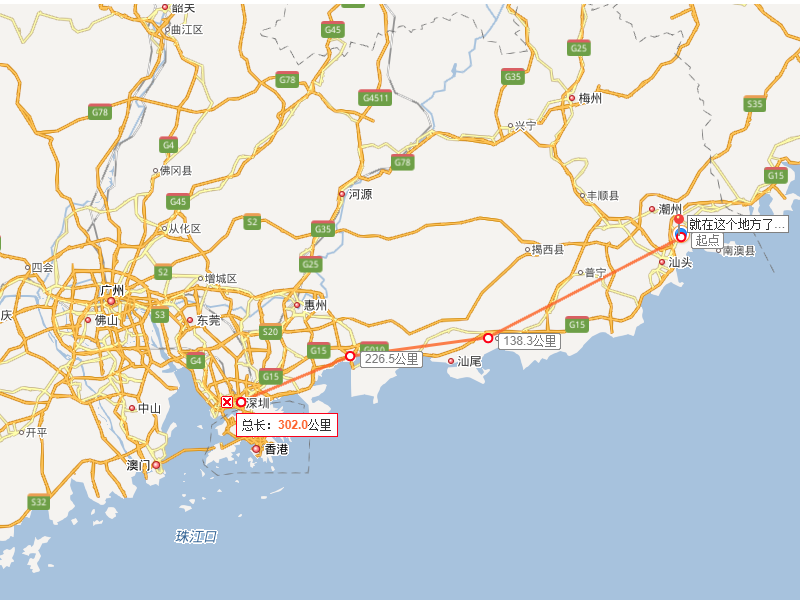 韶关
曲江区
G45
G25
G35
G78
G4511
梅州
S35
G78
兴宁
G4
G78
佛冈县
G15
河源
丰顺县
G45
潮州
S2
从化区
G35
就在这个地方了...
起点
揭西县
南澳县
四会
S2
增城区
G25
普宁
汕头
广州
惠州
S3
佛山
东莞
S20
G15
庆
G15
138.3公里
G4
226.5公里
汕尾
G15
深圳
中山
总长：302.0公里
开平
香港
澳门
S32
珠江口